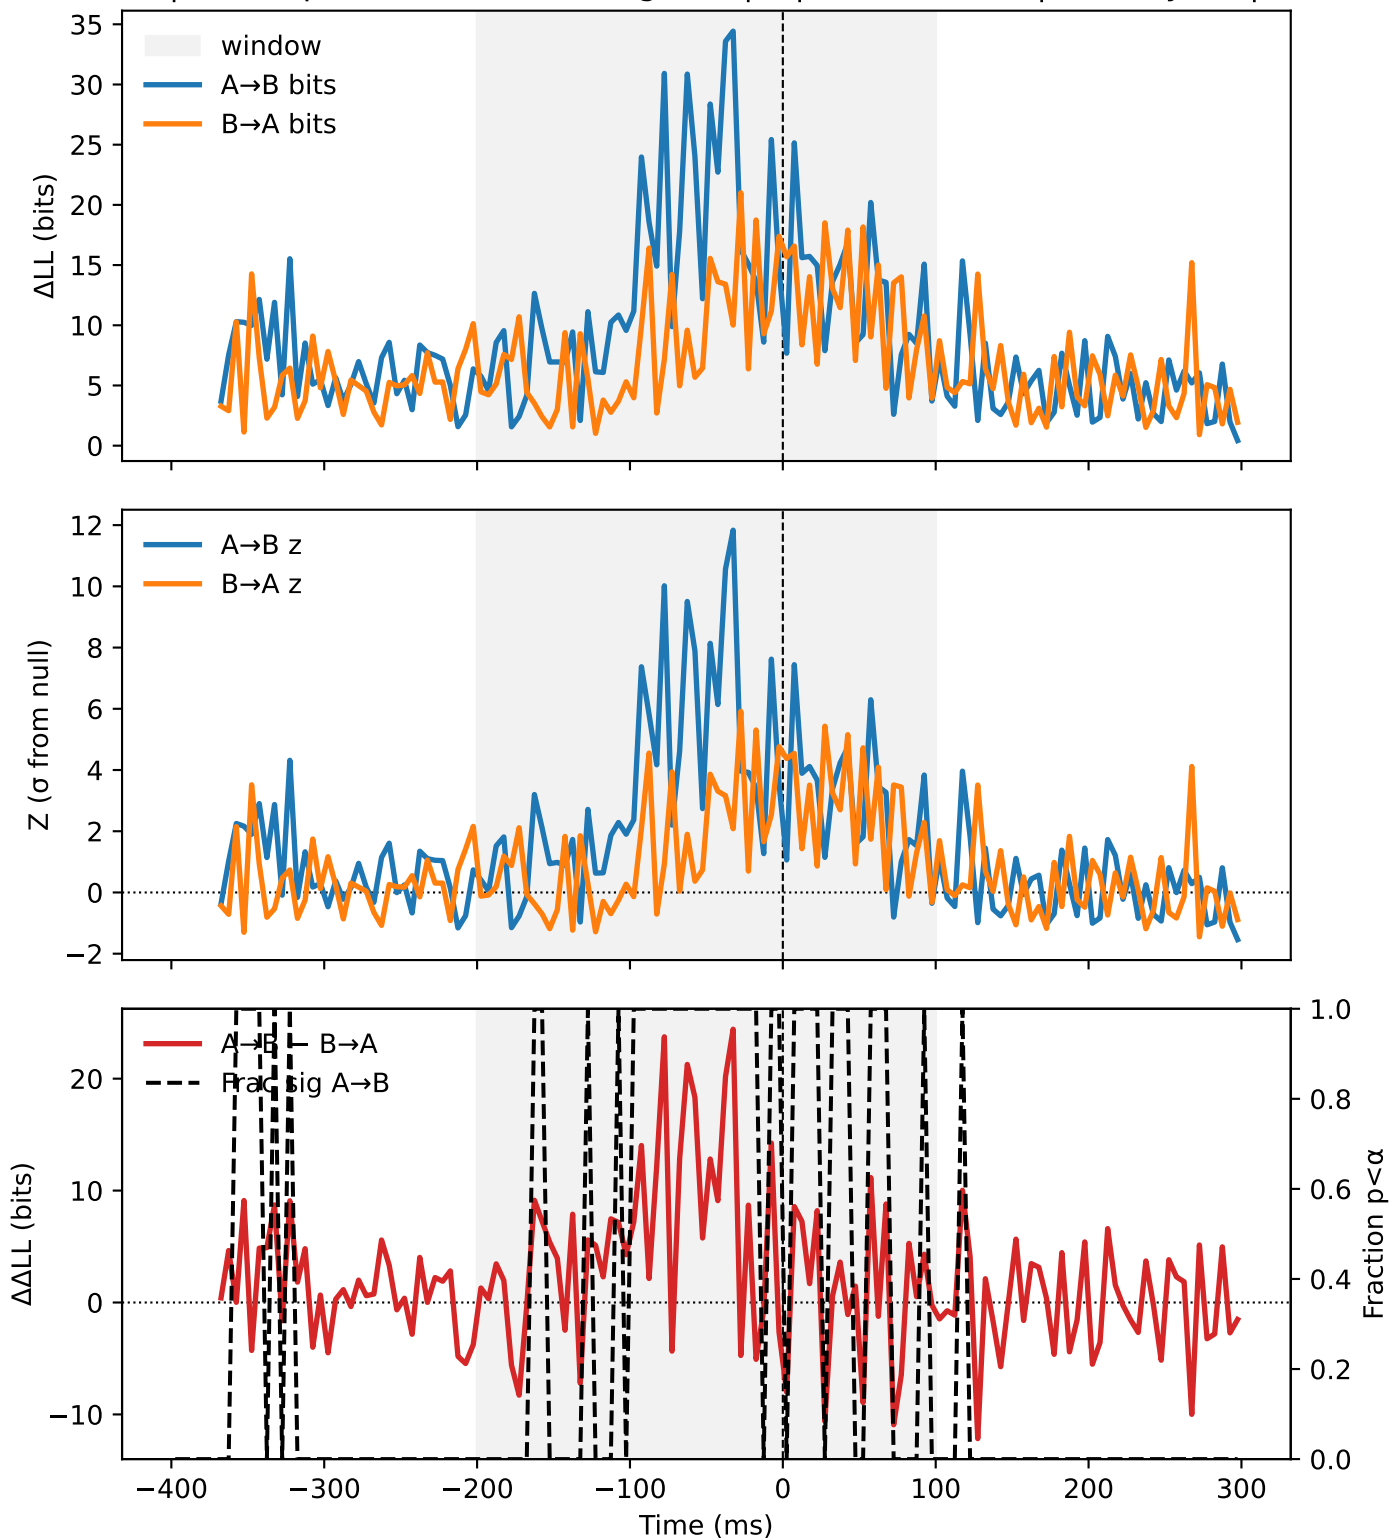 35
30
25
20
15
10
5
0
ΔLL (bits)
window
A→B bits
B→A bits
12
10
8
6
4
2
0
−2
Z (σ from null)
A→B z
B→A z
20
10
0
−10
ΔΔLL (bits)
A→B − B→A
Frac sig A→B
1.0
0.8
0.6
0.4
0.2
0.0
Fraction p<α
−400 −300 −200 −100 0 100 200 300
Time (ms)